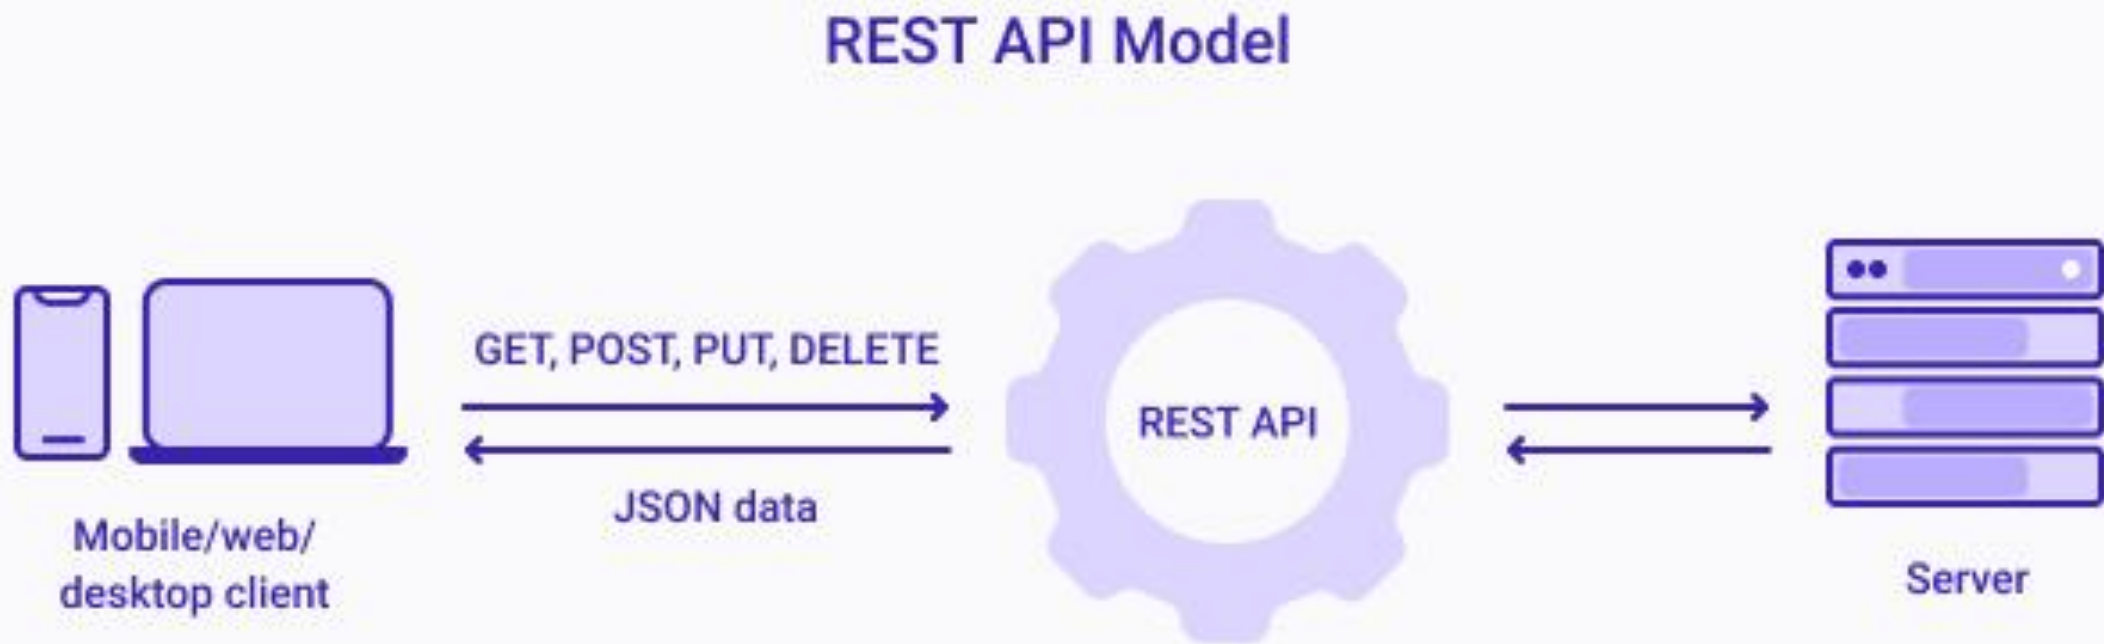 REST API Model
GET, POST, PUT, DELETE
REST API
JSON data
Mobile/web/
desktop client
Server